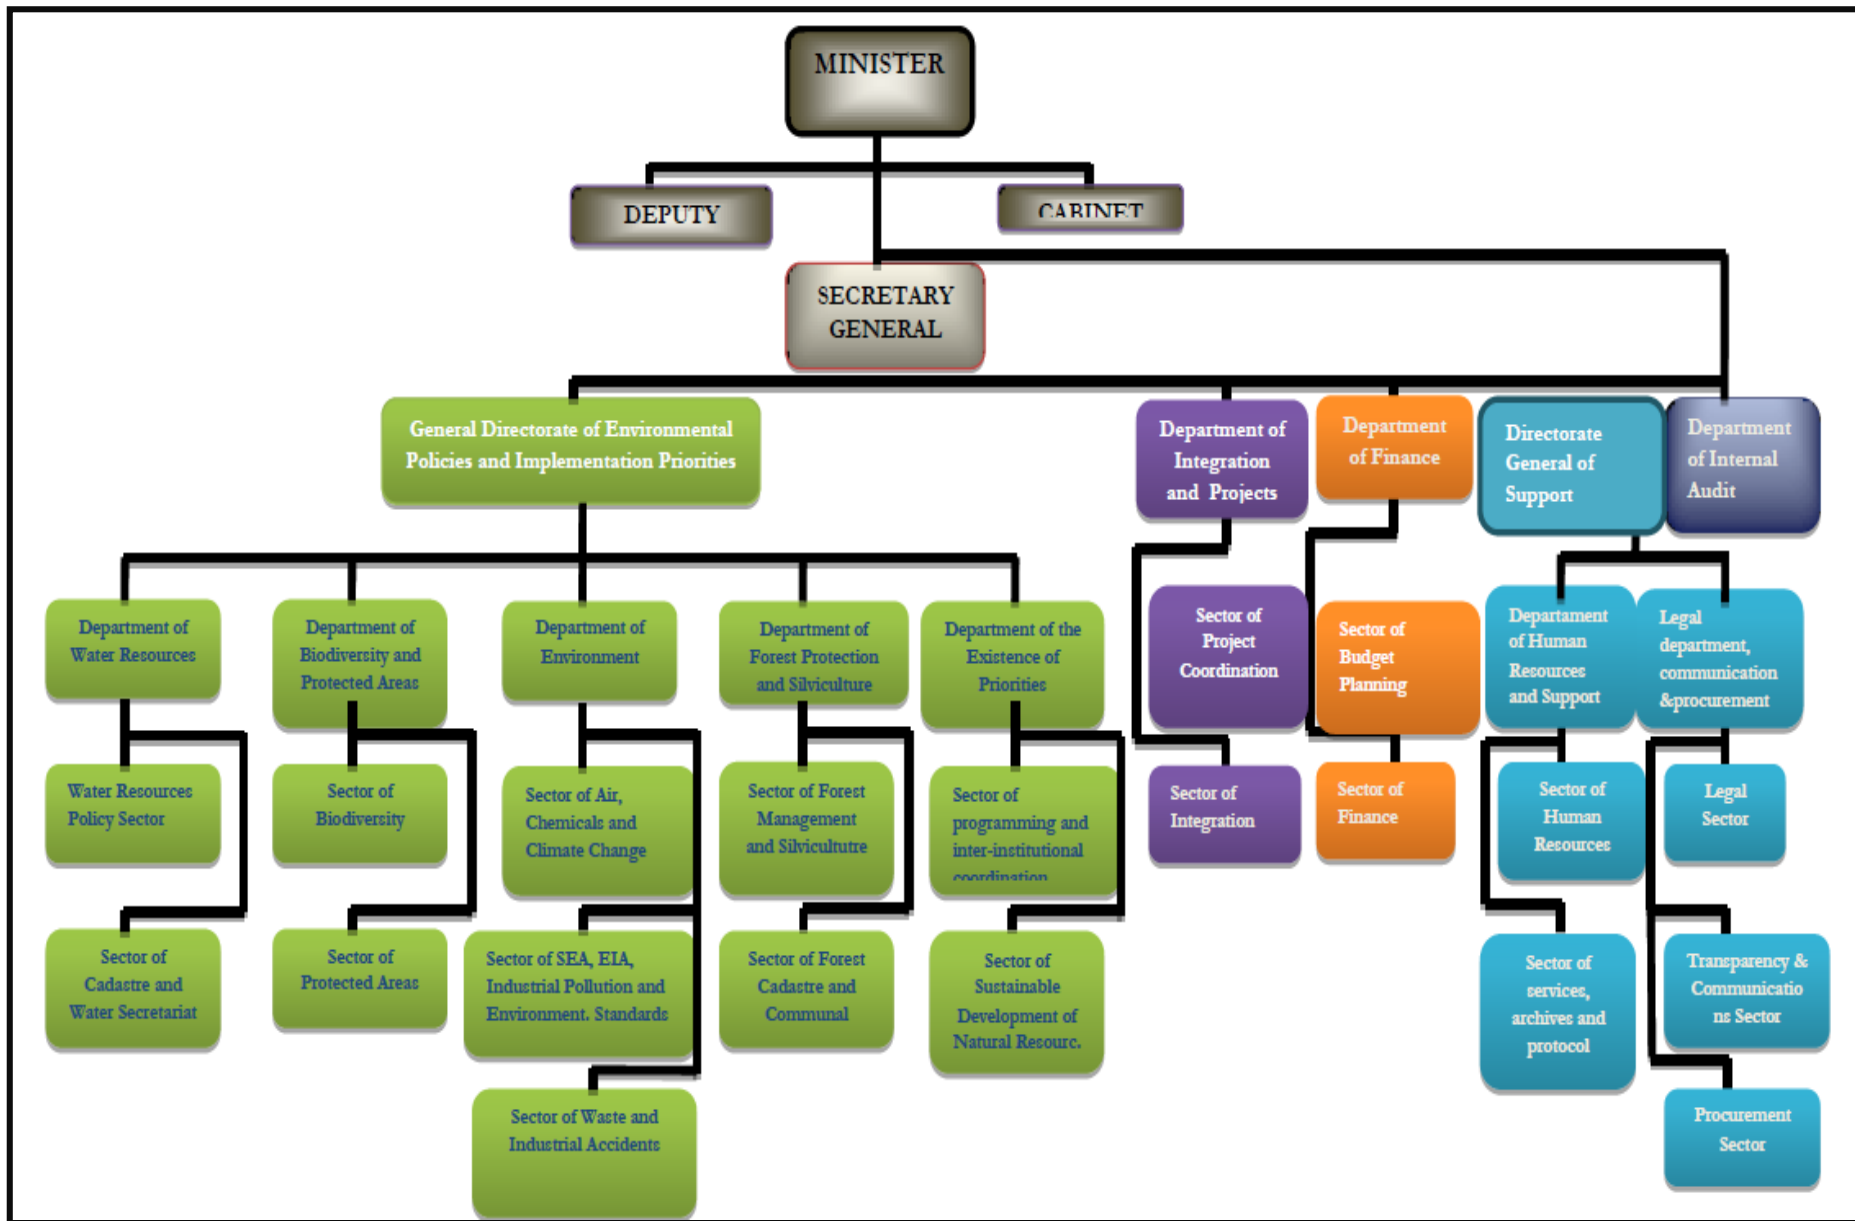 MINISTER
DEPUTY
CABINET
SECRETARY
GENERAL
General Directorate of Environmental
Policies and Implementation Priorities
Department of
Integration
and Projects
Department
of Finance
Directorate
General of
Support
Department
of Internal
Audit
Department of
Water Resources
Department of
Biodiversity and
Protected Areas
Department of
Environment
Department of
Forest Protection
and Silviculture
Department of the
Existence of
Priorities
Sector of
Project
Coordination
Sector of
Budget
Planning
Departament
of Human
Resources
and Support
Legal
department,
communication
&procurement
Water Resources
Policy Sector
Sector of
Biodiversity
Sector of Air,
Chemicals and
Climate Change
Sector of Forest
Management
and Silvicultutre
Sector of
programming and
inter-institutional
coordination
Sector of
Integration
Sector of
Finance
Sector of
Human
Resources
Legal
Sector
Sector of
Cadastre and
Water Secretariat
Sector of
Protected Areas
Sector of SEA, EIA,
Industrial Pollution and
Environment. Standards
Sector of Forest
Cadastre and
Communal
Sector of
Sustainable
Development of
Natural Resourc.
Sector of
services,
archives and
protocol
Transparency &
Communicatio
ns Sector
Sector of Waste and
Industrial Accidents
Procurement
Sector